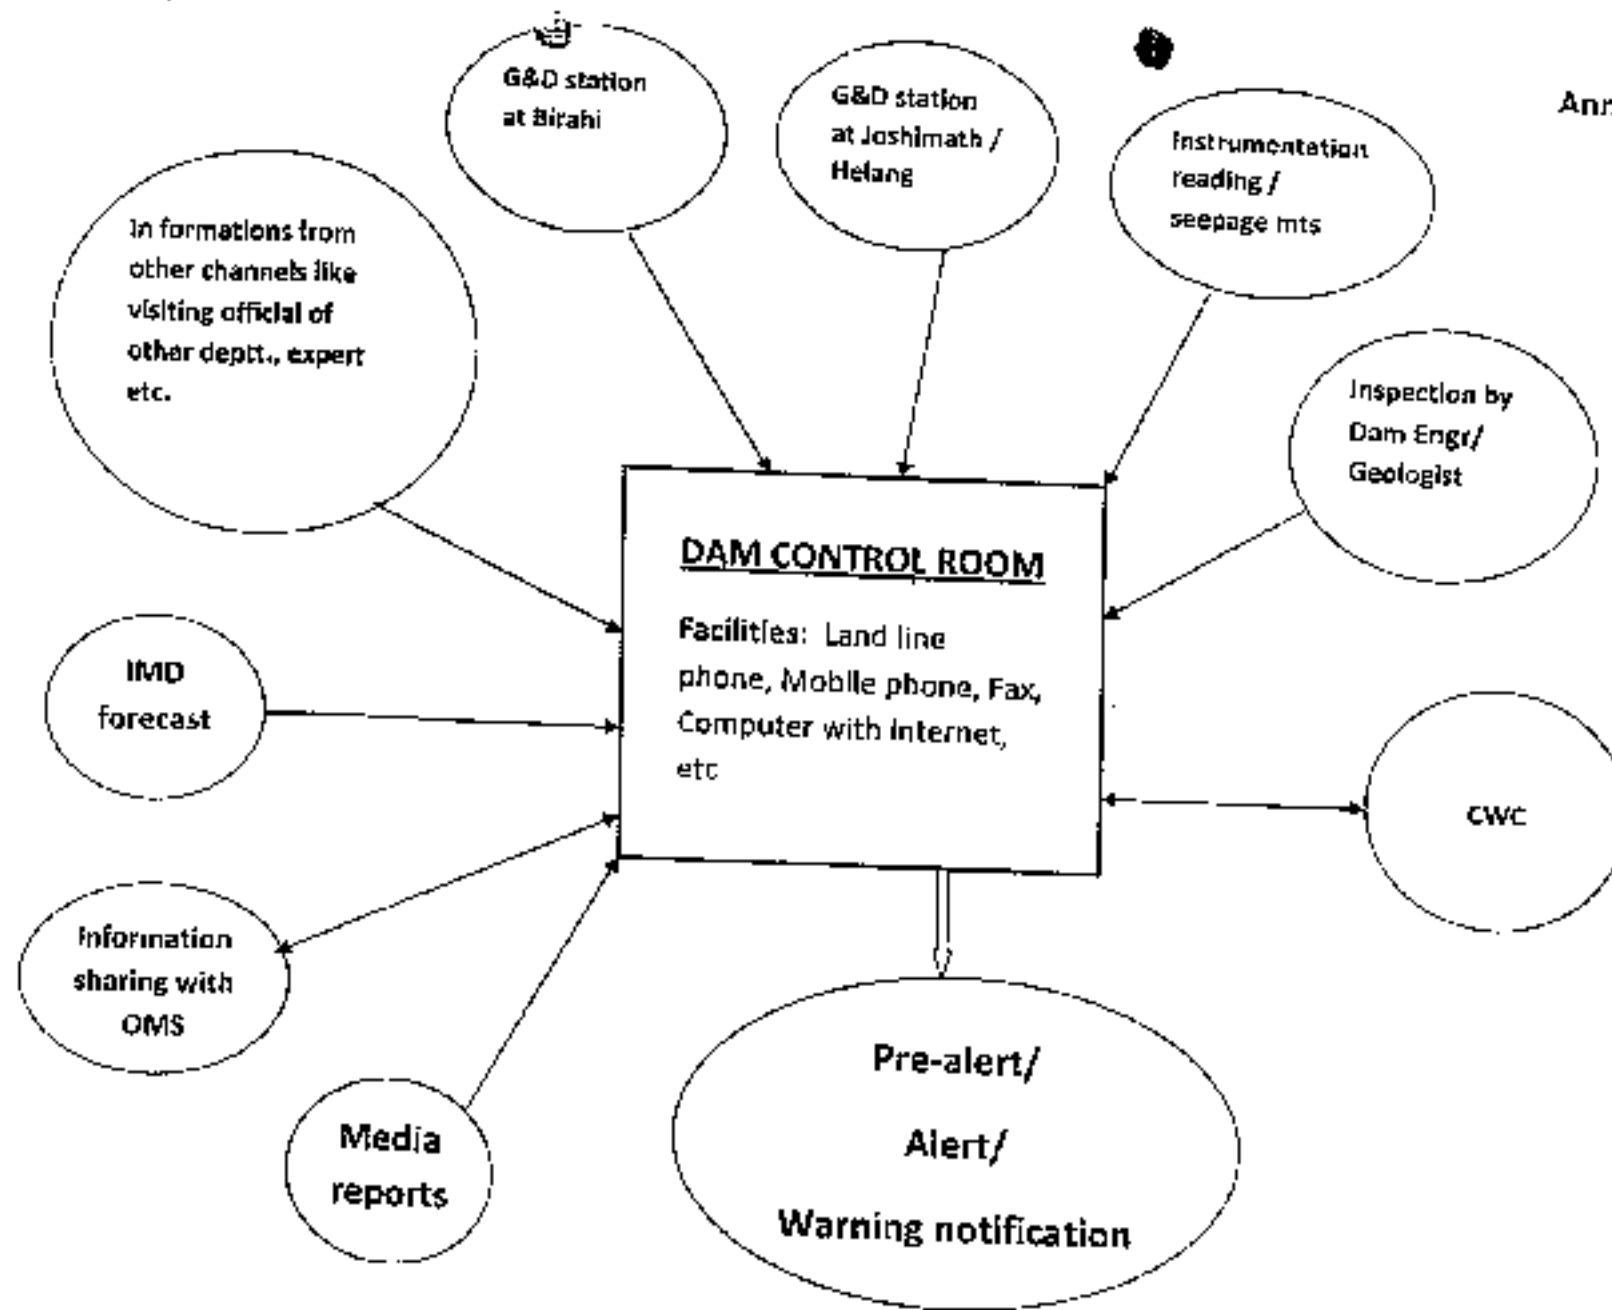 G&D station
at Birahi
G&D station
at Joshimath /
Helang
Instrumentation
reading /
seepage mts
Ann
In formations from
other channels like
visiting official of
other deptt., expert
etc.
Inspection by
Dam Engr/
Geologist
DAM CONTROL ROOM
Facilities: Land line
phone, Mobile phone, Fax,
Computer with internet,
etc
IMD
forecast
CWC
Information
sharing with
OMS
Media
reports
Pre-alert/
Alert/
Warning notification